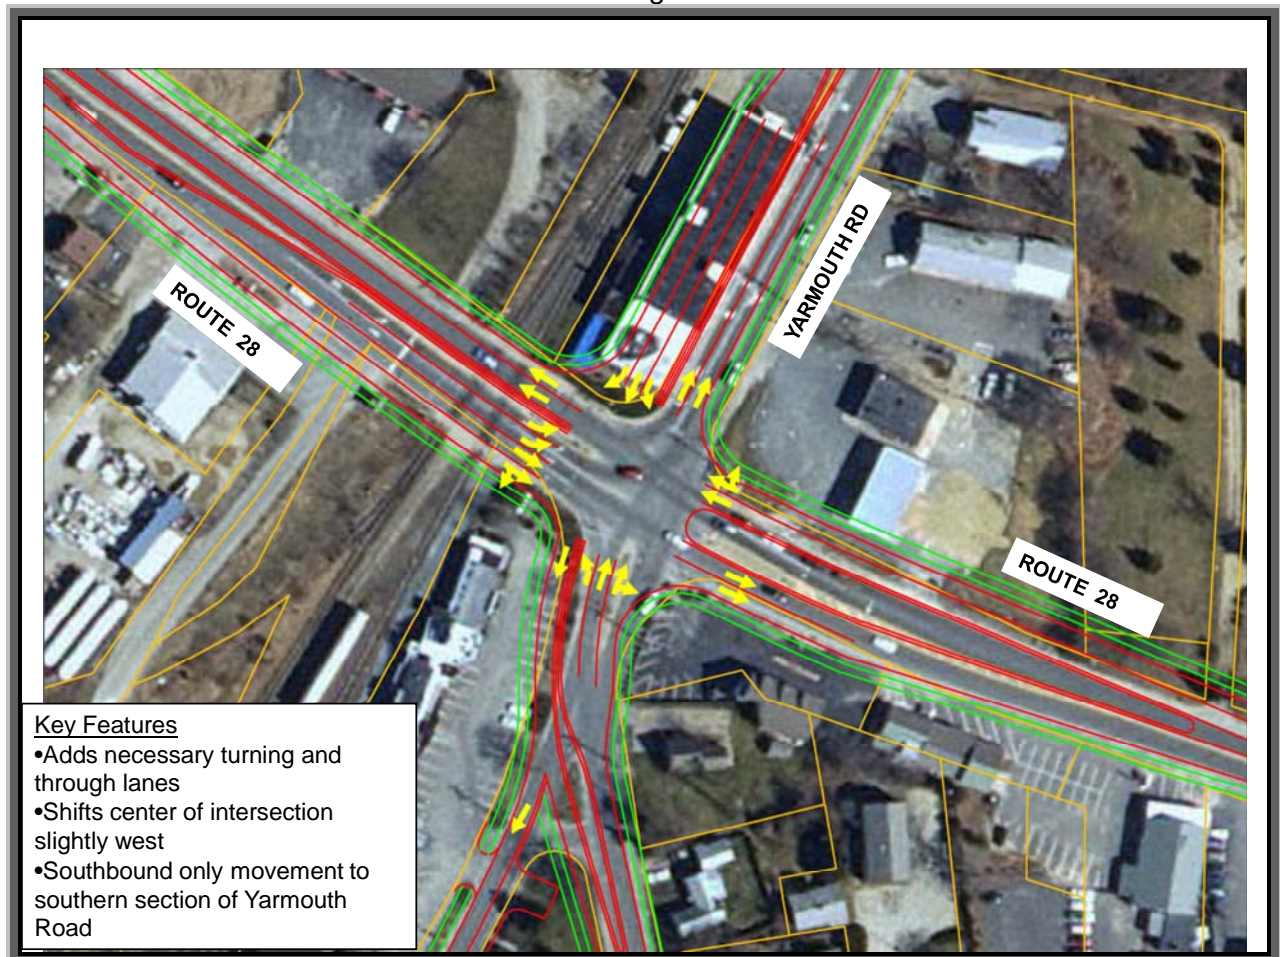 YARMOUTH RD
ROUTE 28
ROUTE 28
Key Features
•Adds necessary turning and
through lanes
•Shifts center of intersection
slightly west
•Southbound only movement to
southern section of Yarmouth
Road